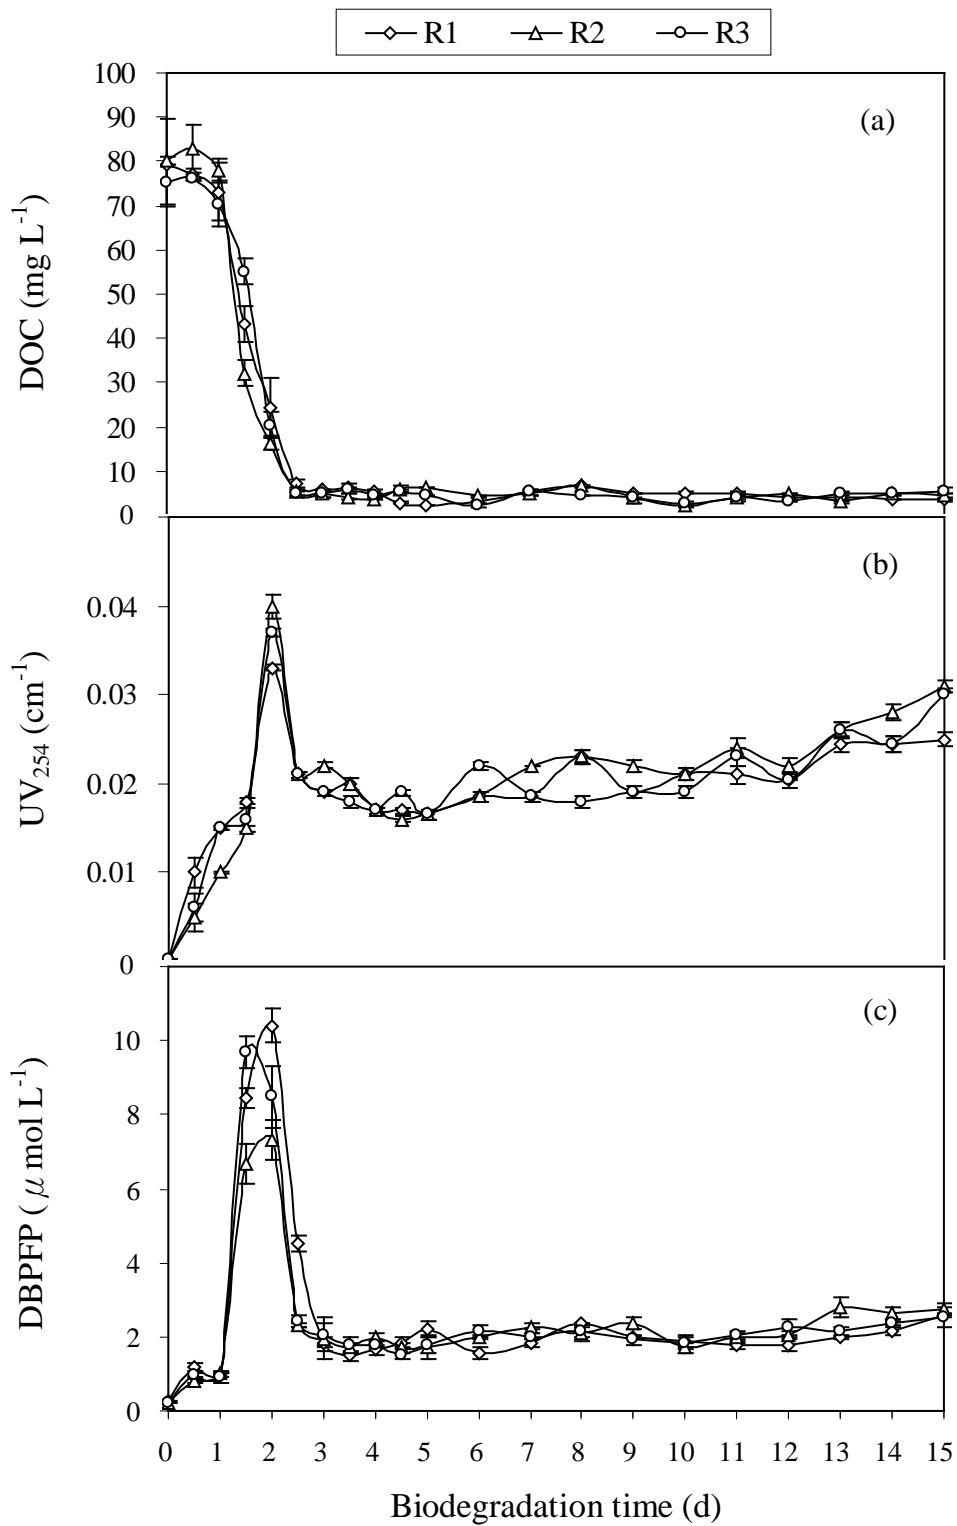 R1 R2 R3
100
90
80
70
60
50
40
30
20
10
0
DOC (mg L⁻¹)
(a)
0.04
0.03
0.02
0.01
0
UV₂₅₄ (cm⁻¹)
(b)
10
8
6
4
2
0
DBPFP ( μ mol L⁻¹)
(c)
0 1 2 3 4 5 6 7 8 9 10 11 12 13 14 15
Biodegradation time (d)